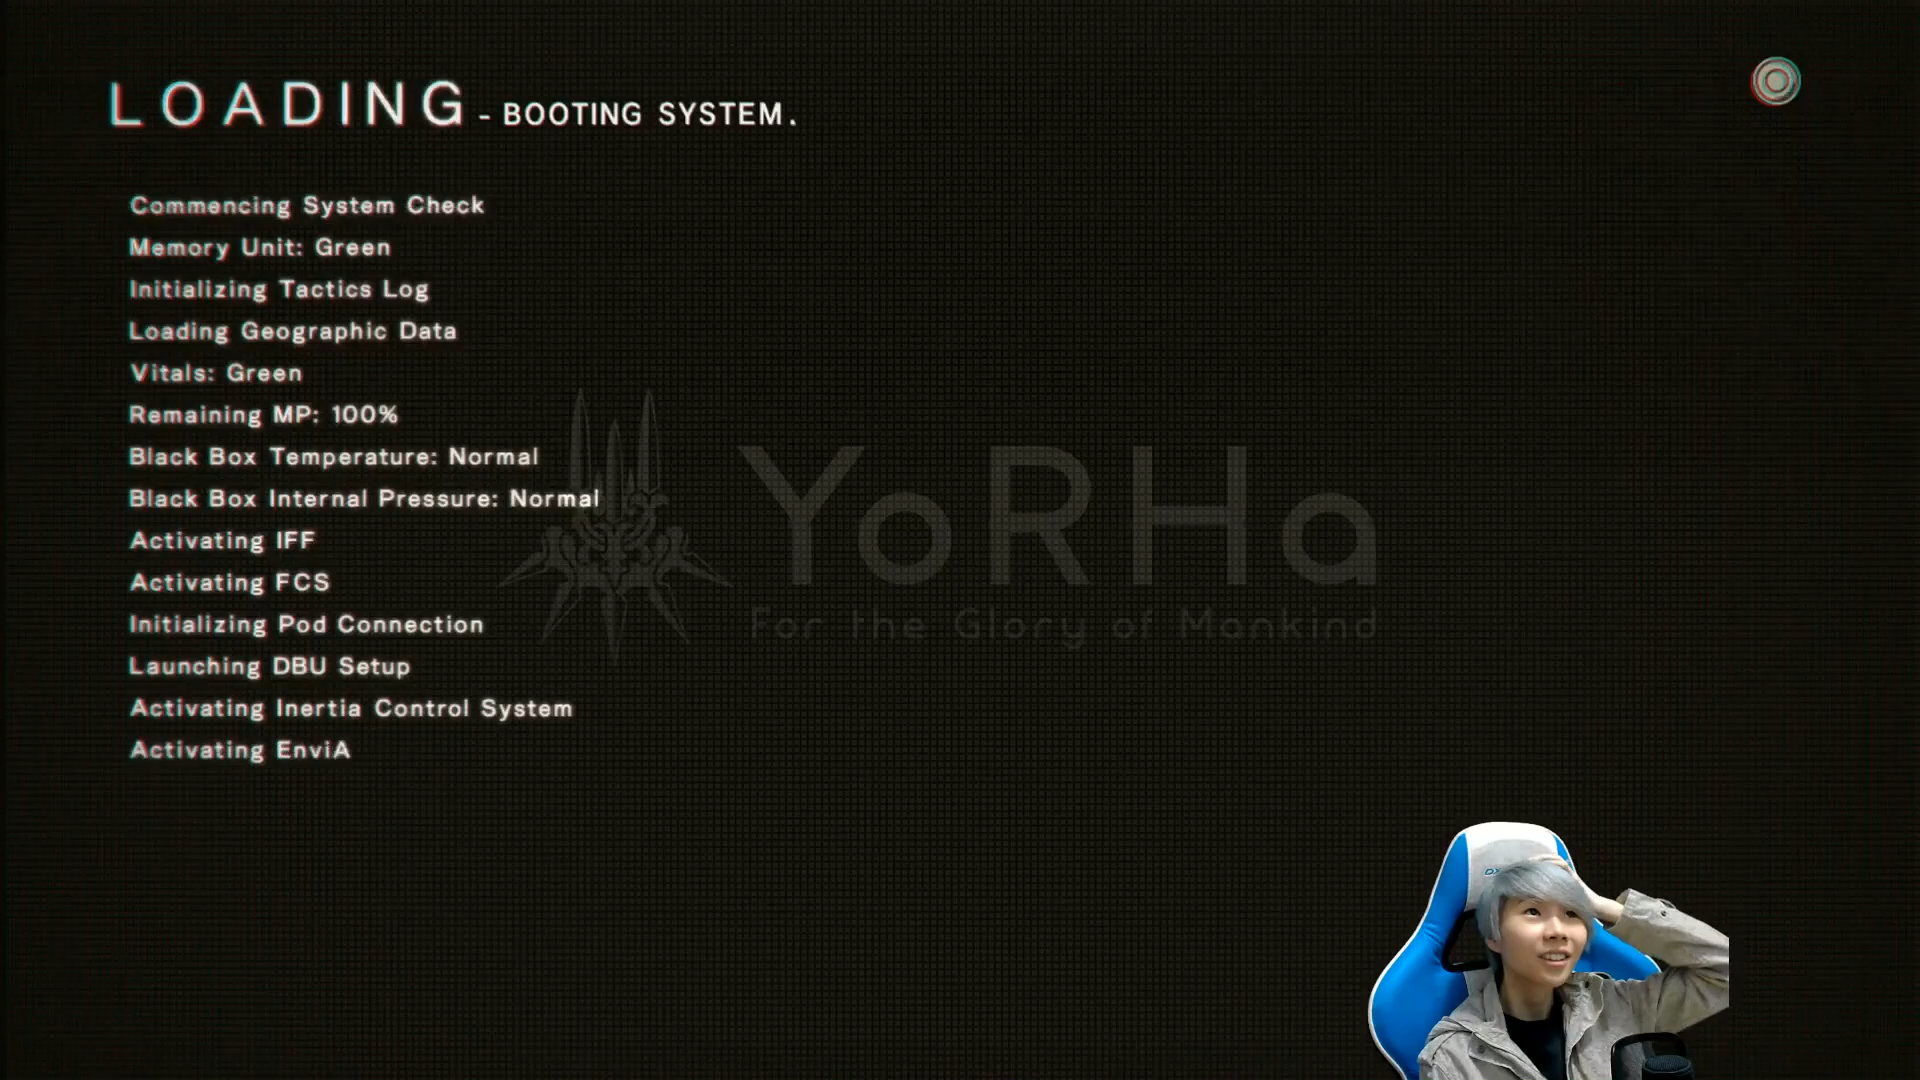 LOADING - BOOTING SYSTEM.
Commencing System Check
Memory Unit: Green
Initializing Tactics Log
Loading Geographic Data
Vitals: Green
Remaining MP: 100%
Black Box Temperature: Normal
Black Box Internal Pressure: Normal
Activating IFF
Activating FCS
Initializing Pod Connection
Launching DBU Setup
Activating Inertia Control System
Activating EnviA
YoRHa
For the Glory of Mankind